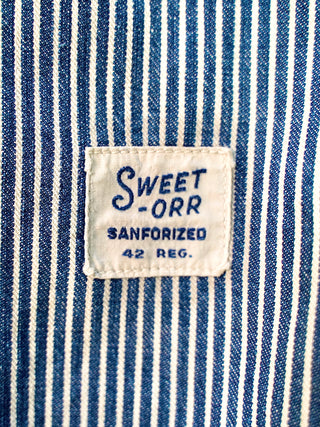 SWEET
-ORR
SANFORIZED
42 REG.